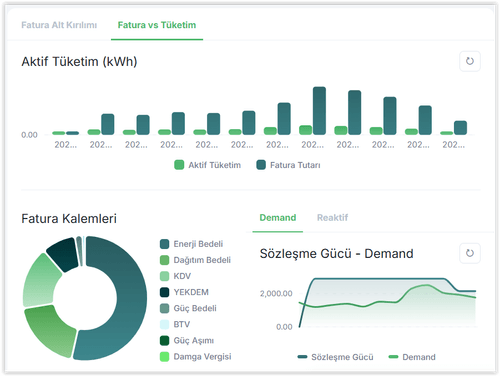 Fatura Alt Kırılımı
Fatura vs Tüketim
Aktif Tüketim (kWh)
0.00
202... 202... 202... 202... 202... 202... 202... 202... 202... 202... 202... 202...
Aktif Tüketim
Fatura Tutarı
Fatura Kalemleri
Enerji Bedeli
Dağıtım Bedeli
KDV
YEKDEM
Güç Bedeli
BTV
Güç Aşımı
Damga Vergisi
Demand
Reaktif
Sözleşme Gücü - Demand
2,000.00
0.00
Sözleşme Gücü
Demand